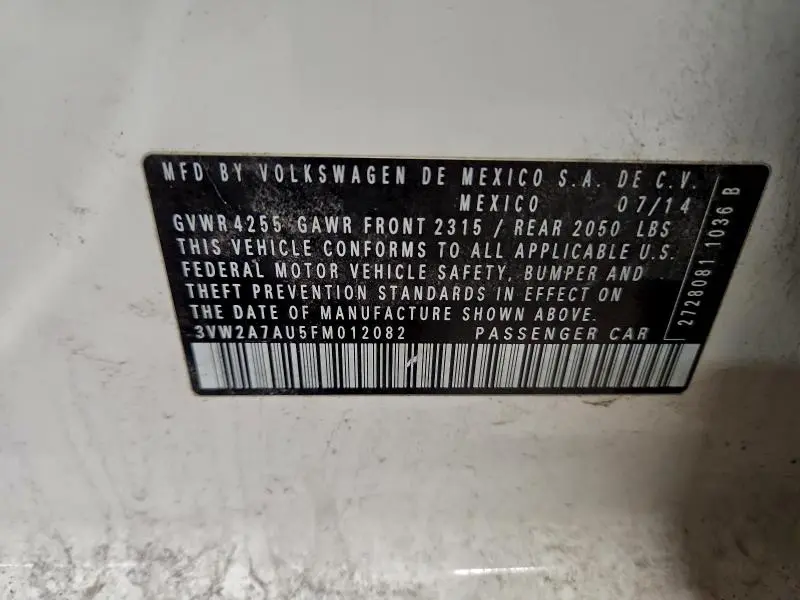 MFD BY VOLKSWAGEN DE MEXICO S.A. DE C.V.
MEXICO 07/14
GVWR 4255 GAWR FRONT 2315 / REAR 2050 LBS
THIS VEHICLE CONFORMS TO ALL APPLICABLE U.S.
FEDERAL MOTOR VEHICLE SAFETY, BUMPER AND
THEFT PREVENTION STANDARDS IN EFFECT ON
THE DATE OF MANUFACTURE SHOWN ABOVE.
3VW2A7AU5FM012082 PASSENGER CAR
2728081 1036 B